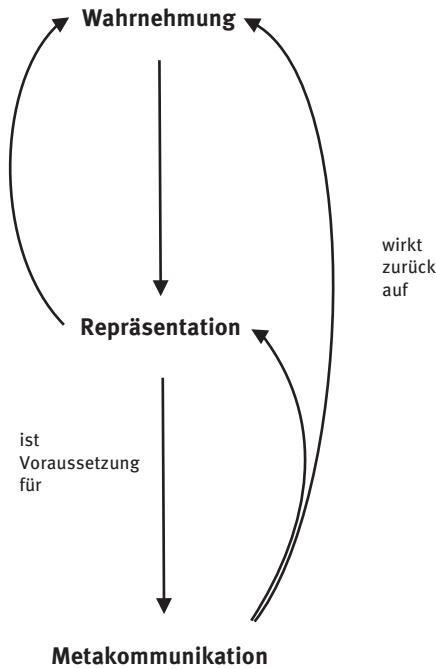 Wahrnehmung
wirkt
zurück
auf
Repräsentation
ist
Voraussetzung
für
Metakommunikation